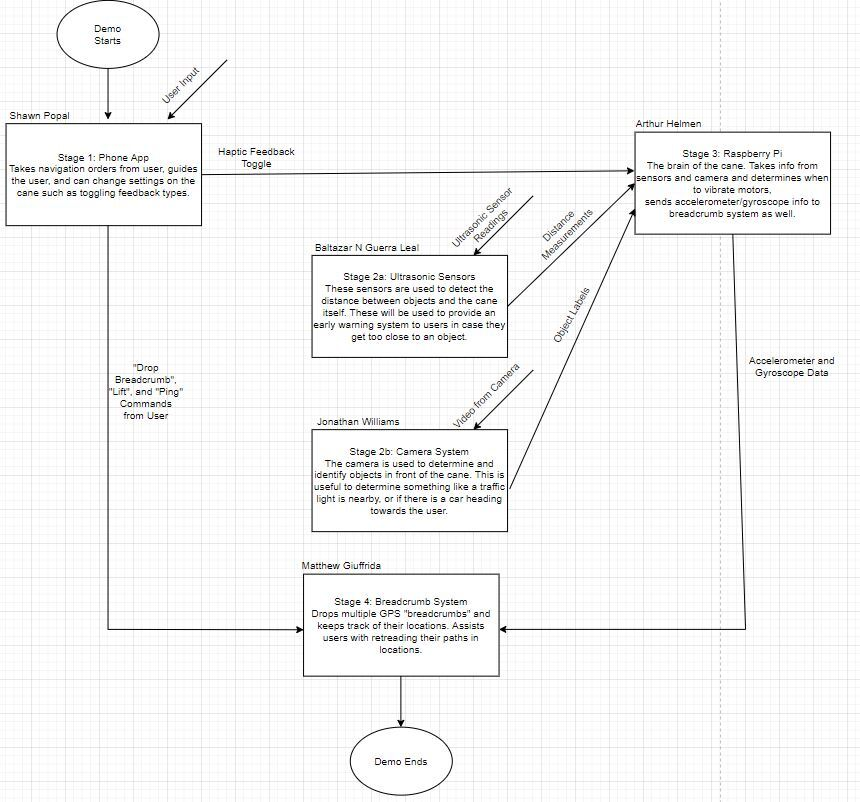 Demo
Starts
User Input
Shawn Popal
Stage 1: Phone App
Takes navigation orders from user, guides
the user, and can change settings on the
cane such as toggling feedback types.
Haptic Feedback
Toggle
Arthur Helmen
Stage 3: Raspberry Pi
The brain of the cane. Takes info from
sensors and camera and determines when
to vibrate motors,
sends accelerometer/gyroscope info to
breadcrumb system as well.
Ultrasonic Sensor
Readings
Distance
Measurements
Baltazar N Guerra Leal
Stage 2a: Ultrasonic Sensors
These sensors are used to detect the
distance between objects and the cane
itself. These will be used to provide an
early warning system to users in case they
get too close to an object.
Object Labels
"Drop
Breadcrumb",
"Lift", and "Ping"
Commands
from User
Accelerometer and
Gyroscope Data
Video from Camera
Jonathan Williams
Stage 2b: Camera System
The camera is used to determine and
identify objects in front of the cane. This is
useful to determine something like a traffic
light is nearby, or if there is a car heading
towards the user.
Matthew Giuffrida
Stage 4: Breadcrumb System
Drops multiple GPS "breadcrumbs" and
keeps track of their locations. Assists
users with retreading their paths in
locations.
Demo Ends